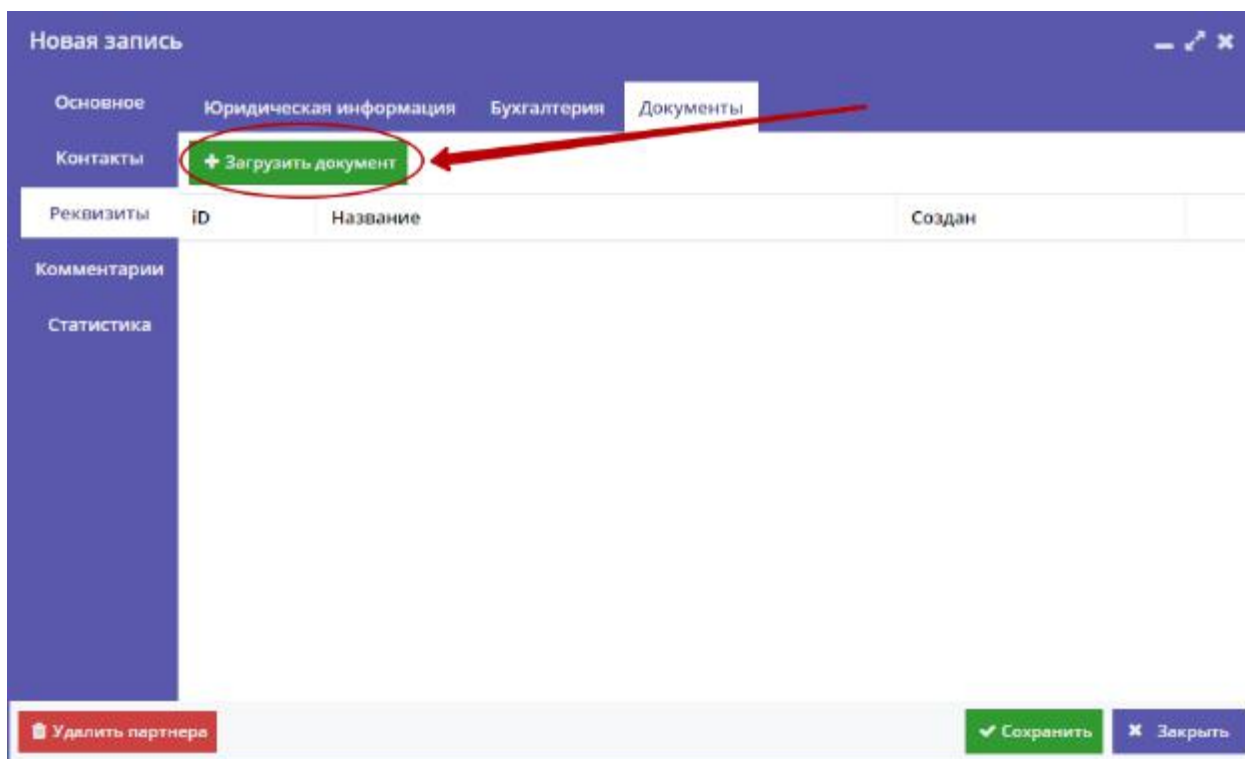 Новая запись
Основное
Юридическая информация Бухгалтерия Документы
Контакты
+ Загрузить документ
Реквизиты
iD Название Создан
Комментарии
Статистика
Удалить партнера
Сохранить
Закрыть